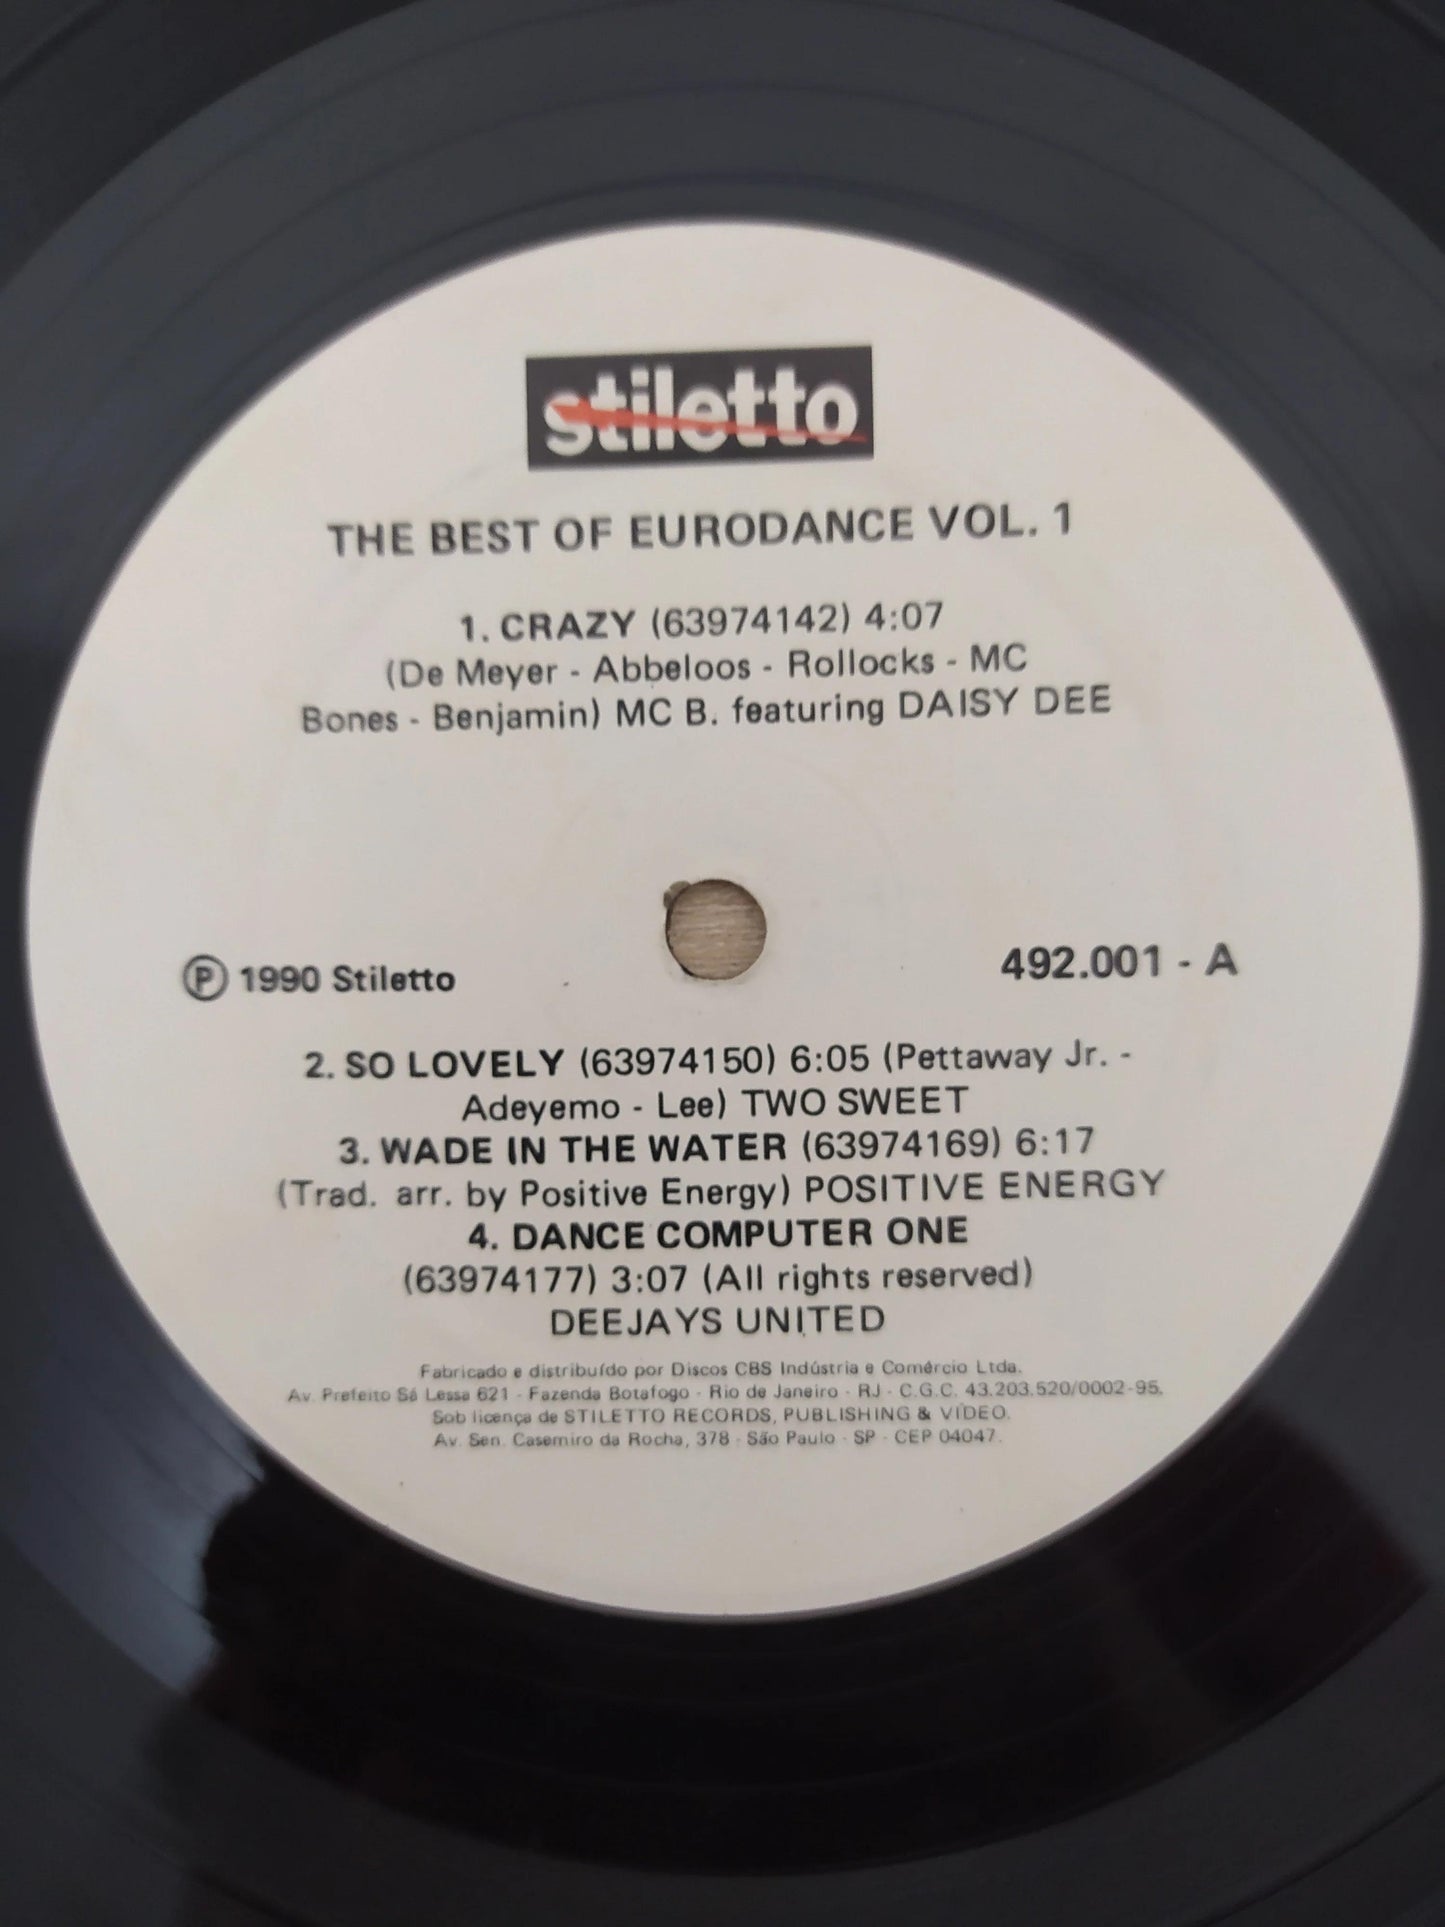 stiletto
THE BEST OF EURODANCE VOL. 1
1. CRAZY (63974142) 4:07
(De Meyer - Abbeloos - Rollocks - MC
Bones - Benjamin) MC B. featuring DAISY DEE
Ⓟ 1990 Stiletto
492.001 - A
2. SO LOVELY (63974150) 6:05 (Pettaway Jr. -
Adeyemo - Lee) TWO SWEET
3. WADE IN THE WATER (63974169) 6:17
(Trad. arr. by Positive Energy) POSITIVE ENERGY
4. DANCE COMPUTER ONE
(63974177) 3:07 (All rights reserved)
DEEJAYS UNITED
Fabricado e distribuído por Discos CBS Indústria e Comércio Ltda.
Av. Prefeito Sá Lessa 621 - Fazenda Botafogo - Rio de Janeiro - RJ - C.G.C. 43.203.520/0002-95.
Sob licença de STILETTO RECORDS, PUBLISHING & VÍDEO.
Av. Sen. Casemiro da Rocha, 378 - São Paulo - SP - CEP 04047.